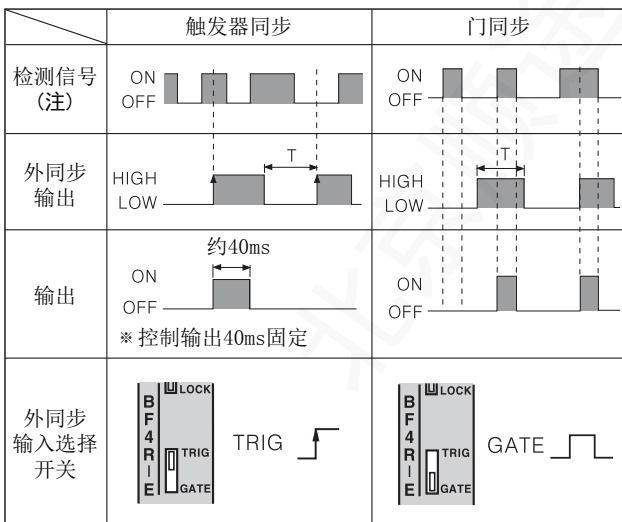 触发器同步
门同步
检测信号
(注)
ON
OFF
ON
OFF
外同步
输出
HIGH
LOW
T
HIGH
LOW
T
输出
约40ms
ON
OFF
※控制输出40ms固定
ON
OFF
外同步
输入选择
开关
BF4R-E
LOCK
TRIG
GATE
TRIG
BF4R-E
LOCK
TRIG
GATE
GATE